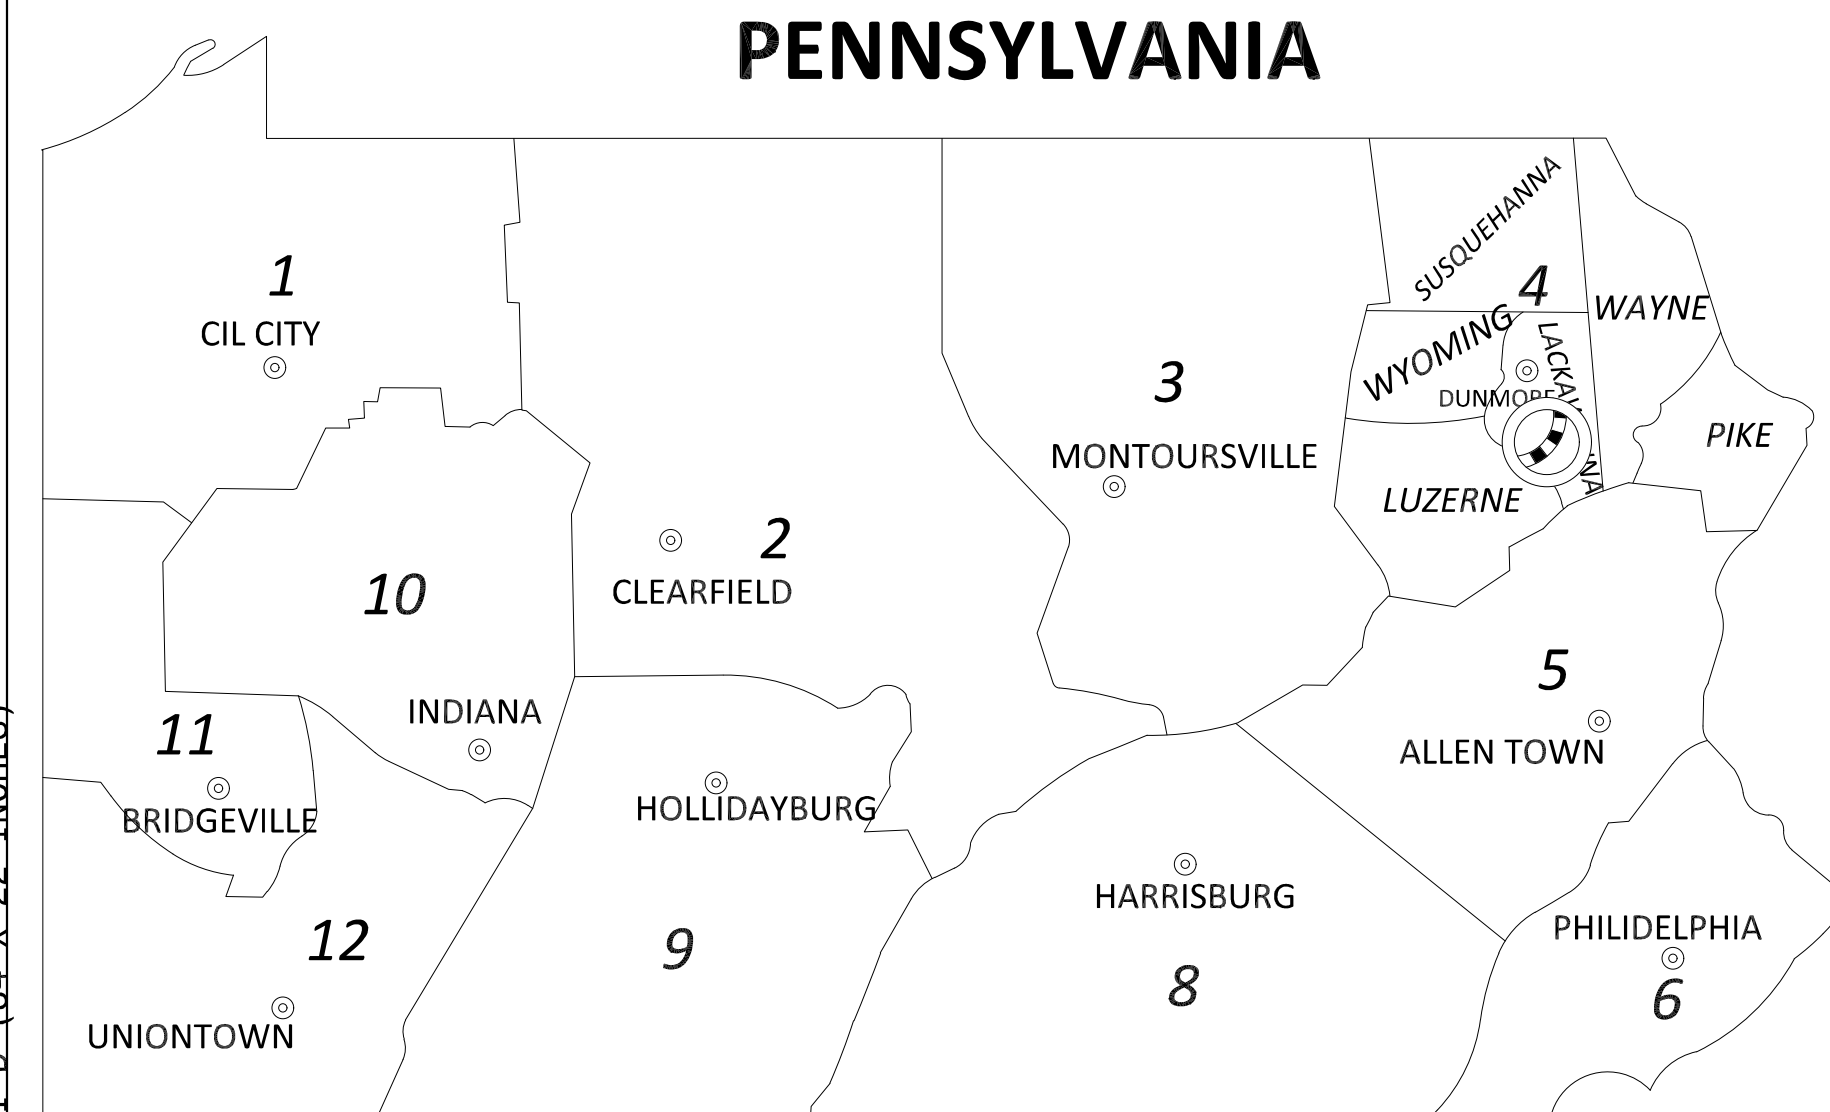 PENNSYLVANIA
SUSQUEHANNA
1
4
WAYNE
CIL CITY
WYOMING
3
DUNMORE
PIKE
MONTOURSVILLE
LUZERNE
2
CLEARFIELD
10
5
INDIANA
11
ALLEN TOWN
HOLLIDAYBURG
BRIDGEVILLE
HARRISBURG
PHILIDELPHIA
12
9
8
6
UNIONTOWN